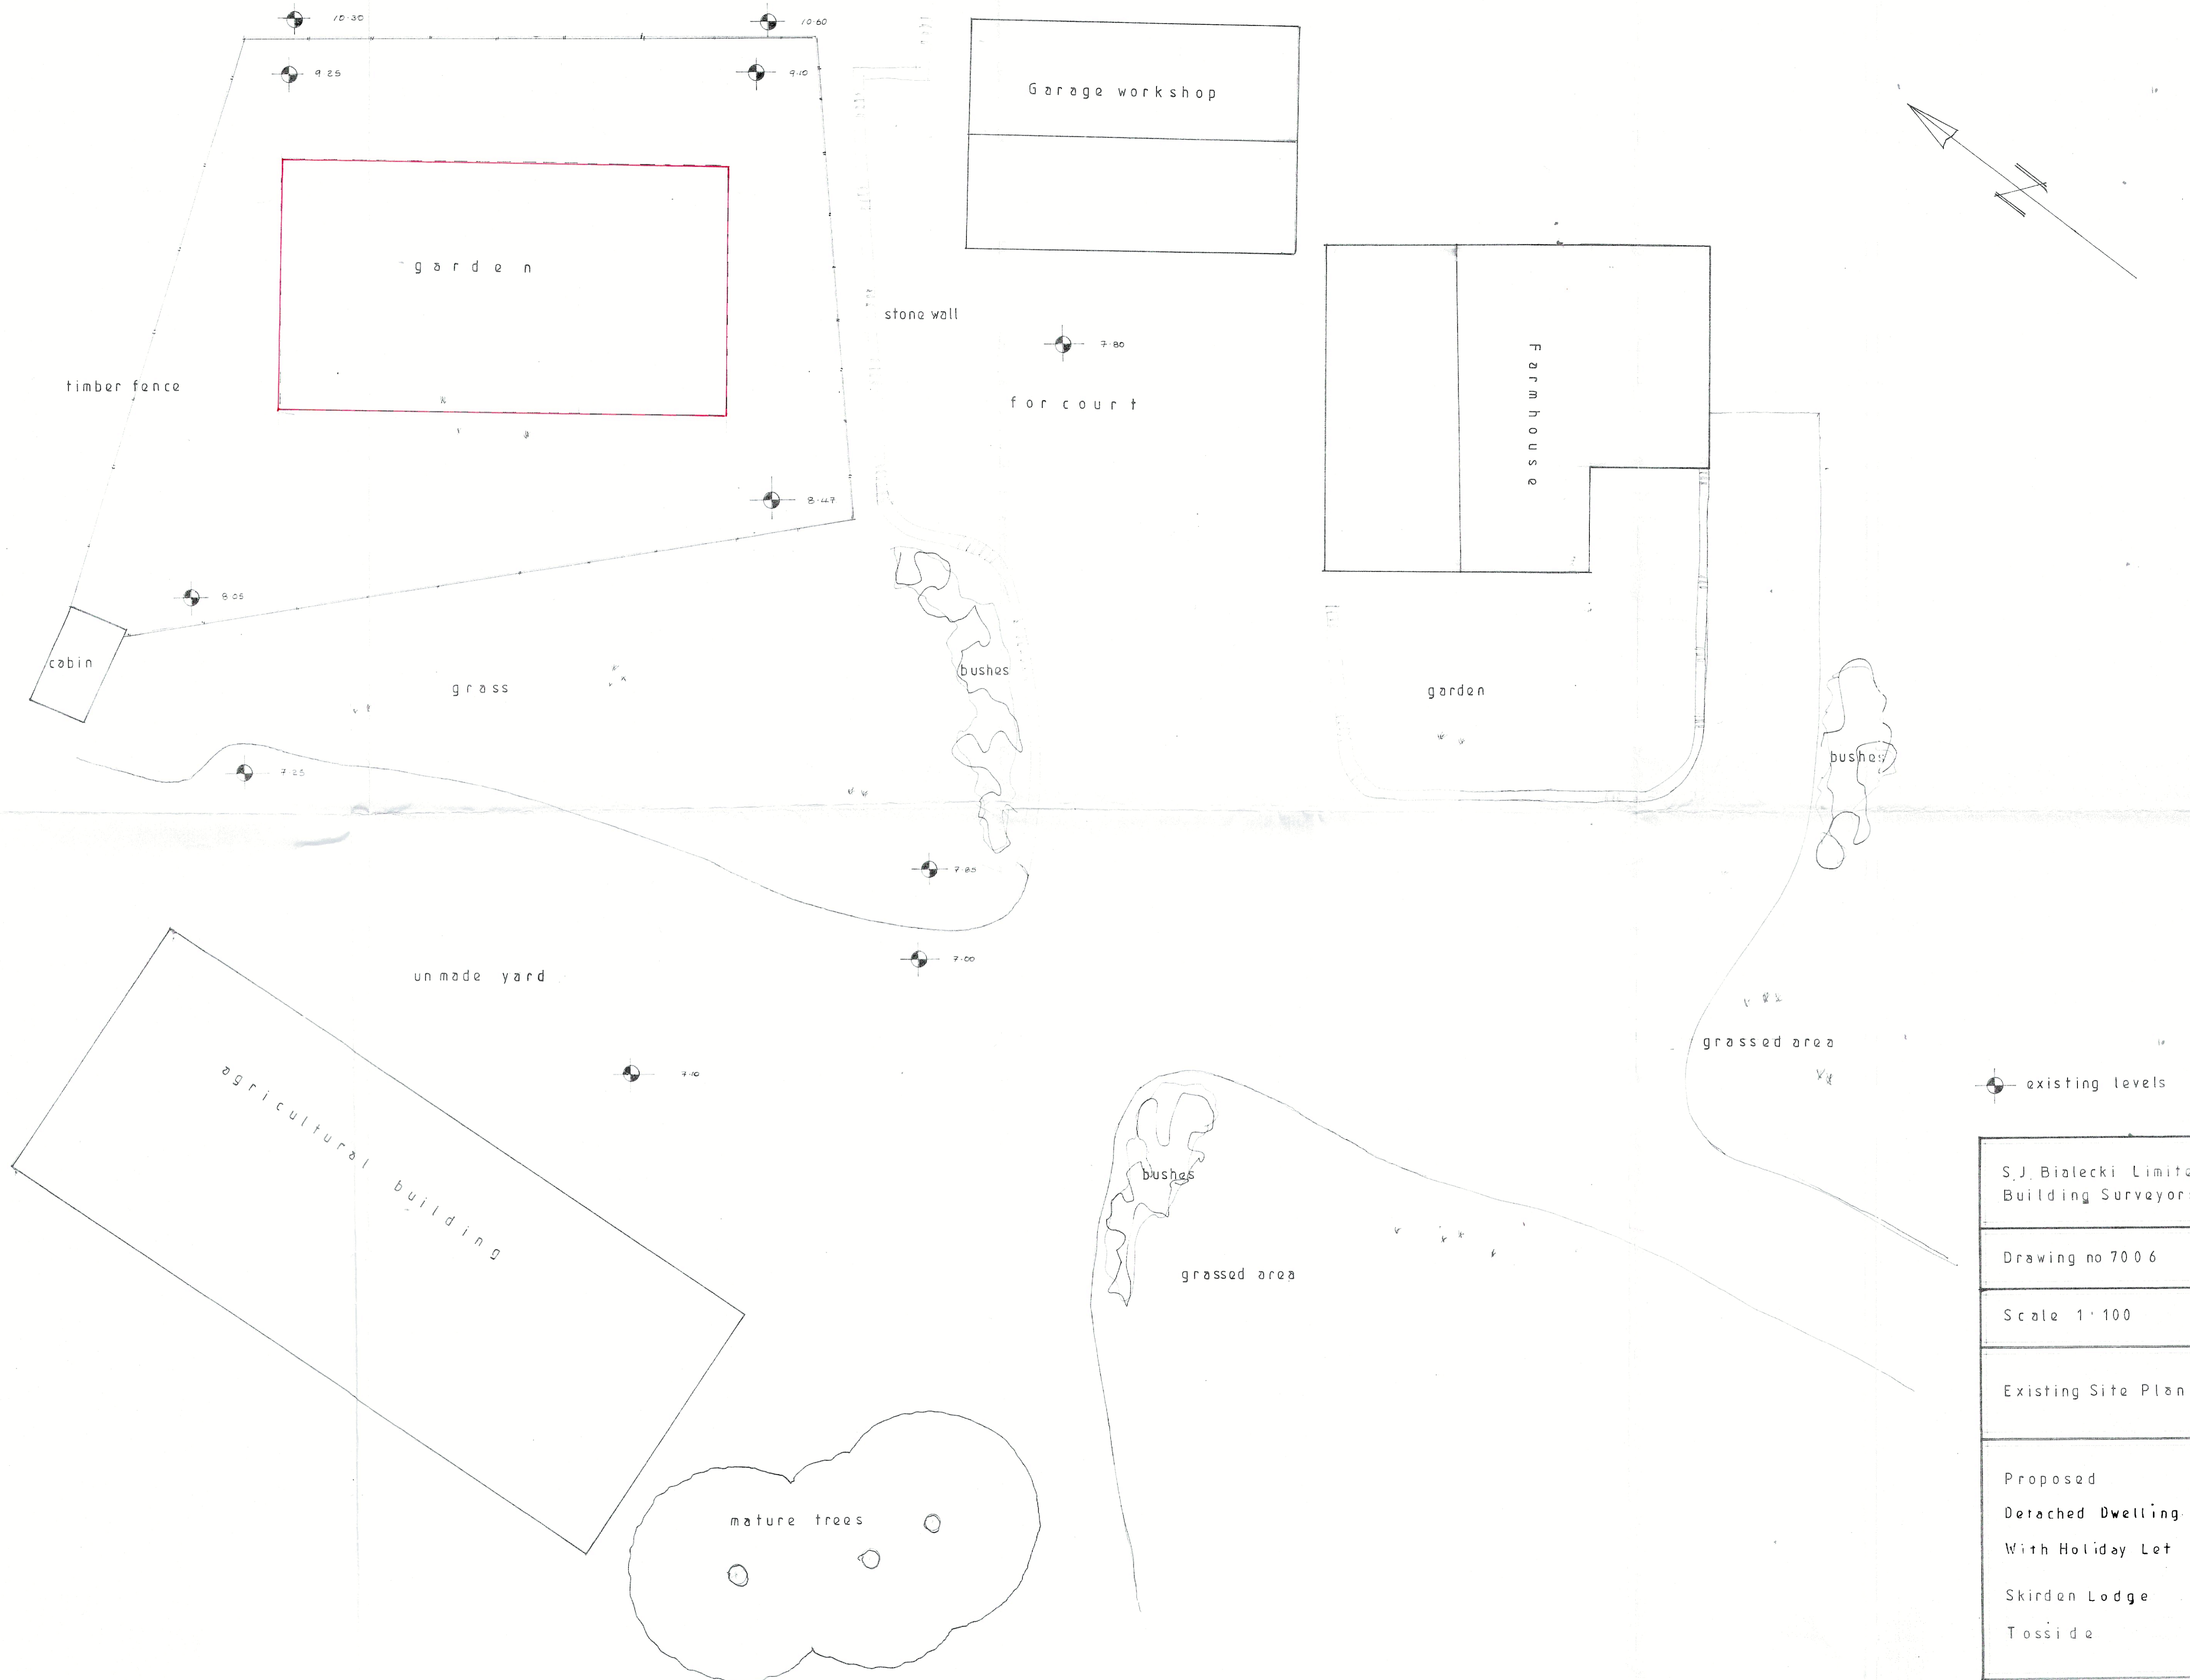 10·30
10·60
9·25
9·10
Garage workshop
garden
stone wall
7·80
timber fence
forcourt
Farmhouse
8·47
8·05
cabin
grass
bushes
garden
bushes
7·25
7·85
7·00
unmade yard
7·10
agricultural building
grassed area
existing levels
bushes
grassed area
mature trees
N
S.J. Bialecki Limite
Building Surveyor
Drawing no 7006
Scale 1:100
Existing Site Plan
Proposed
Detached Dwelling
With Holiday Let
Skirden Lodge
Tosside